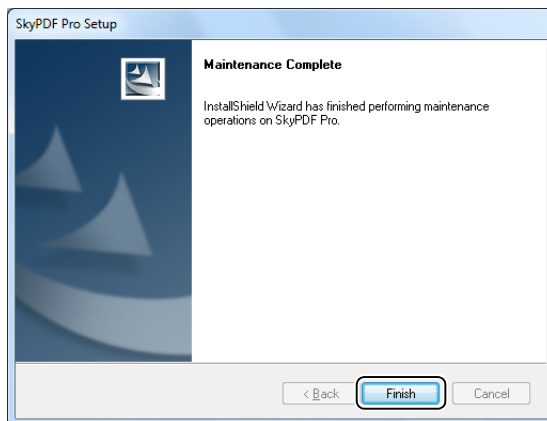 SkyPDF Pro Setup
Maintenance Complete
InstallShield Wizard has finished performing maintenance
operations on SkyPDF Pro.
< Back Finish Cancel